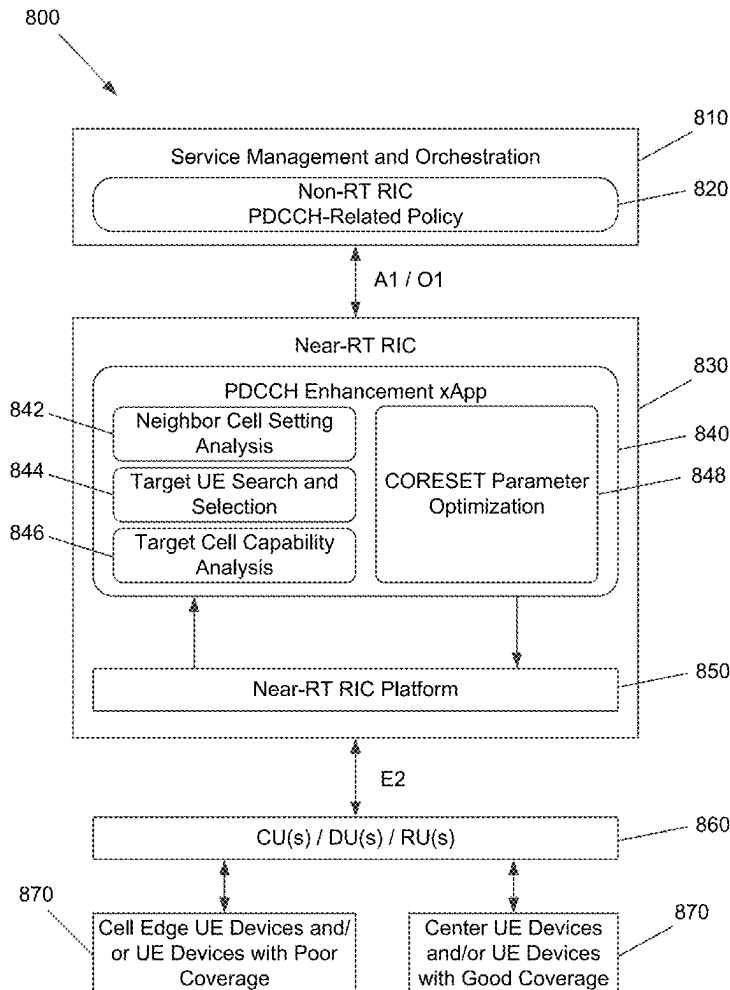 800
810
Service Management and Orchestration
Non-RT RIC
PDCCH-Related Policy
820
A1 / O1
Near-RT RIC
830
PDCCH Enhancement xApp
840
842
Neighbor Cell Setting
Analysis
844
Target UE Search and
Selection
846
Target Cell Capability
Analysis
CORESET Parameter
Optimization
848
Near-RT RIC Platform
850
E2
CU(s) / DU(s) / RU(s)
860
870
Cell Edge UE Devices and/
or UE Devices with Poor
Coverage
Center UE Devices
and/or UE Devices
with Good Coverage
870